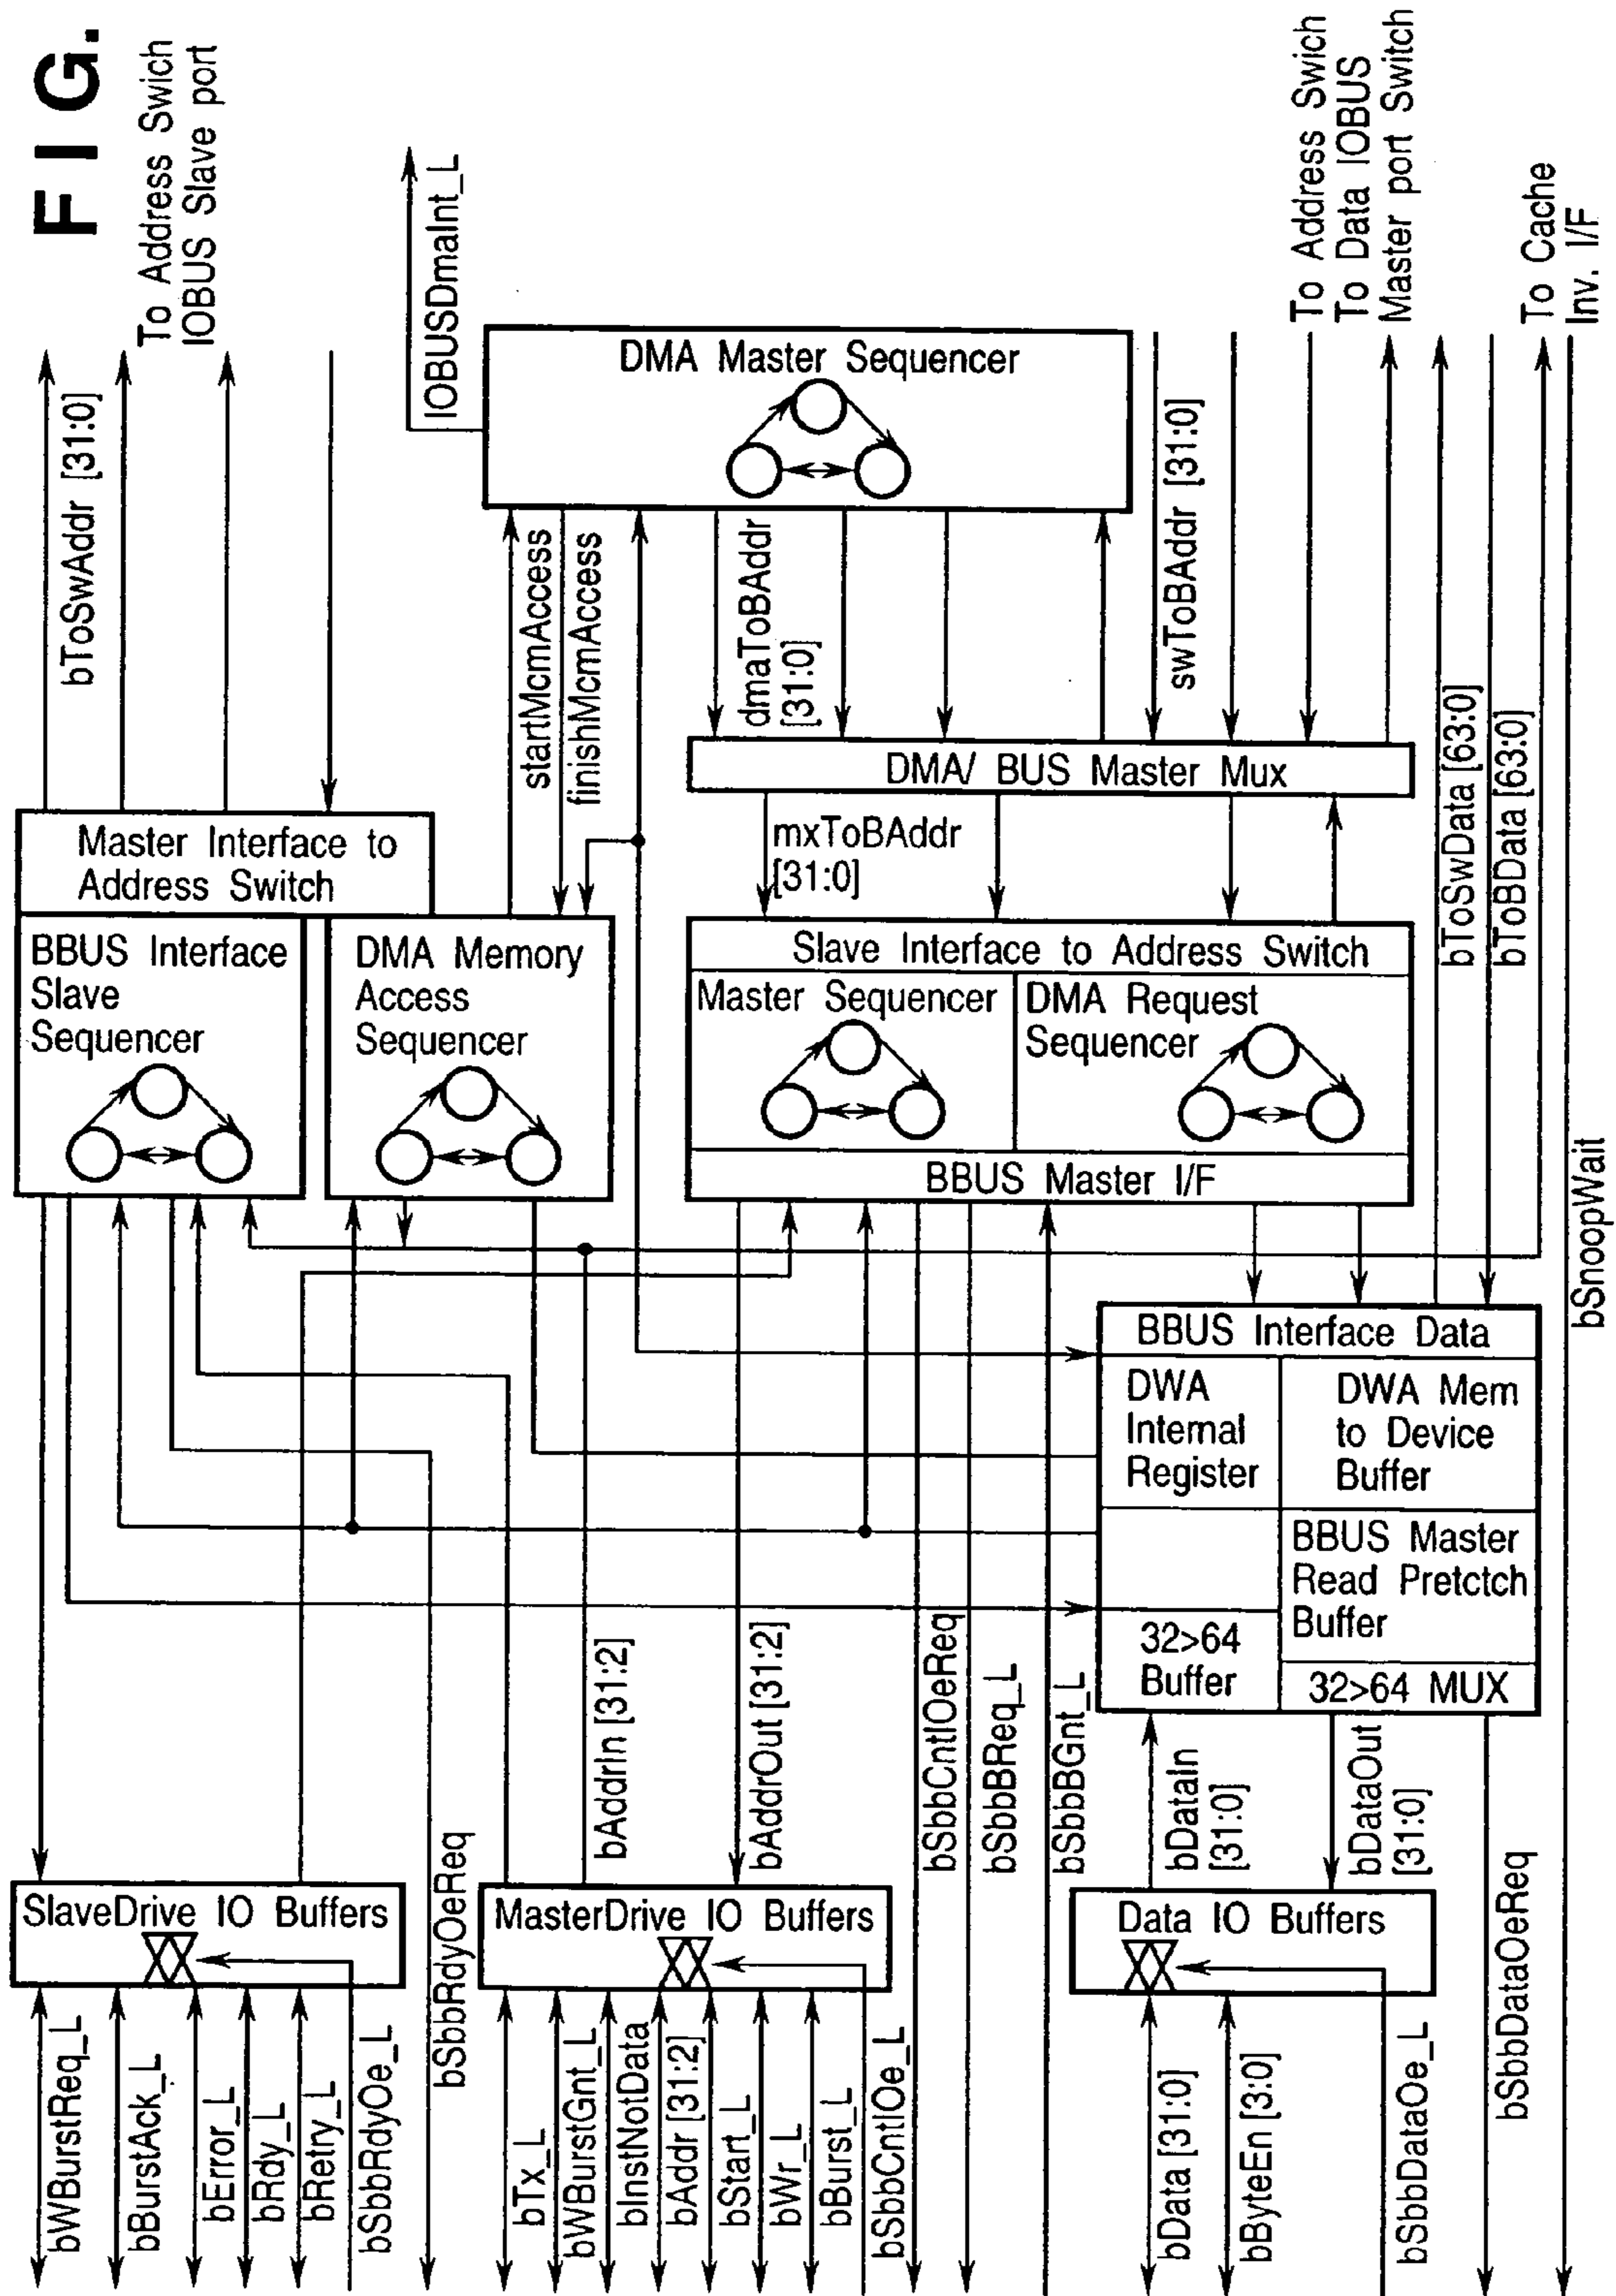 FIG.
To Address Swich
IOBUS Slave port
bToSwAddr [31:0]
IOBUSDmaInt_L
DMA Master Sequencer
startMcmAccess
finishMcmAccess
dmaToBAddr
[31:0]
swToBAddr [31:0]
To Address Swich
To Data IOBUS
Master port Switch
To Cache
Inv. I/F
DMA/ BUS Master Mux
Master Interface to
Address Switch
mxToBAddr
[31:0]
bToSwData [63:0]
bToBData [63:0]
BBUS Interface
Slave
Sequencer
DMA Memory
Access
Sequencer
Slave Interface to Address Switch
Master Sequencer
DMA Request
Sequencer
BBUS Master I/F
bSnoopWait
BBUS Interface Data
DWA
Internal
Register
DWA Mem
to Device
Buffer
BBUS Master
Read Pretctch
Buffer
32>64
Buffer
32>64 MUX
bAddrIn [31:2]
bAddrOut [31:2]
bSbbCntlOeReq
bSbbBReq_L
bSbbBGnt_L
bDataIn
[31:0]
bDataOut
[31:0]
SlaveDrive IO Buffers
bSbbRdyOeReq
MasterDrive IO Buffers
Data IO Buffers
bSbbDataOeReq
bWBurstReq_L
bBurstAck_L
bError_L
bRdy_L
bRetry_L
bSbbRdyOe_L
bTx_L
bWBurstGnt_L
bInstNotData
bAddr [31:2]
bStart_L
bWr_L
bBurst_L
bSbbCntlOe_L
bData [31:0]
bByteEn [3:0]
bSbbDataOe_L